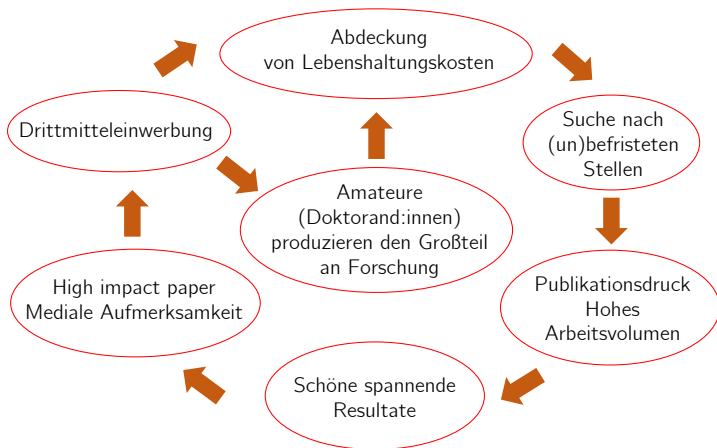 Abdeckung
von Lebenshaltungskosten
Drittmitteleinwerbung
Suche nach
(un)befristeten
Stellen
Amateure
(Doktorand:innen)
produzieren den Großteil
an Forschung
High impact paper
Mediale Aufmerksamkeit
Publikationsdruck
Hohes
Arbeitsvolumen
Schöne spannende
Resultate